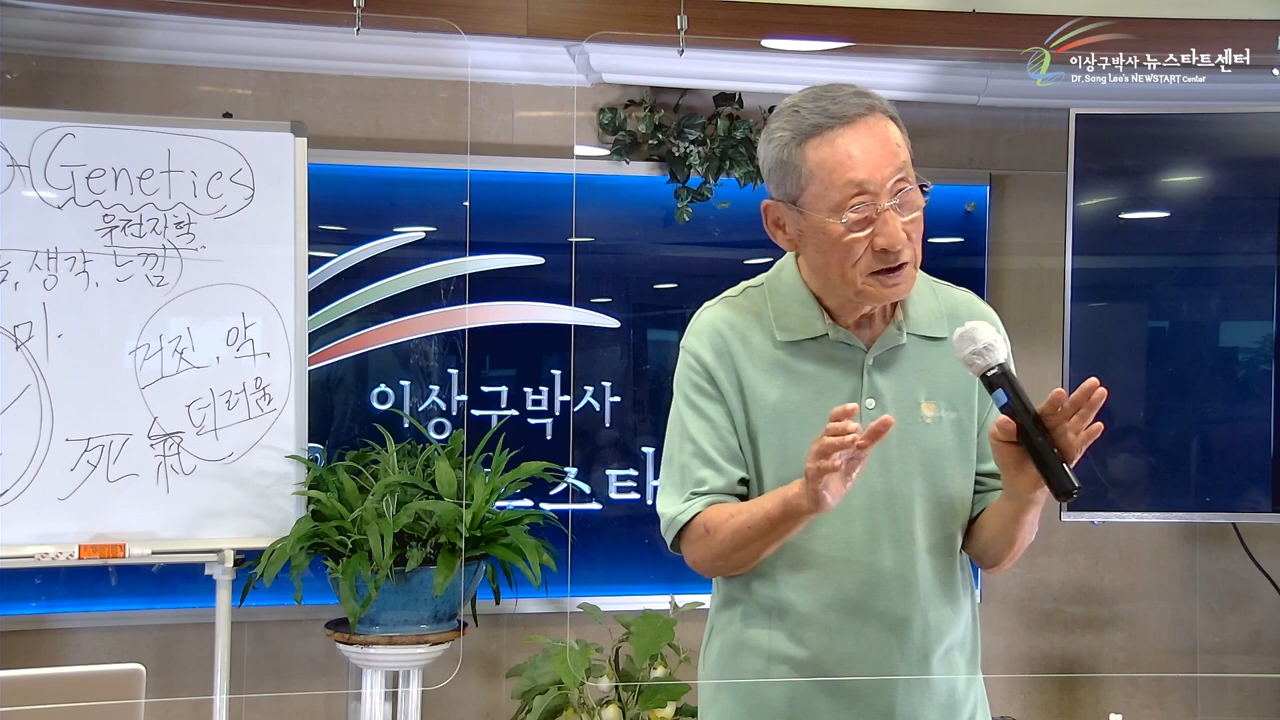 이상구박사 뉴스타트센터
Dr. Sang Lee's NEWSTART Center
Genetics
유전자학
생각, 느낌)
미.
거짓, 악,
더러움
死氣
이상구박사
뉴스타